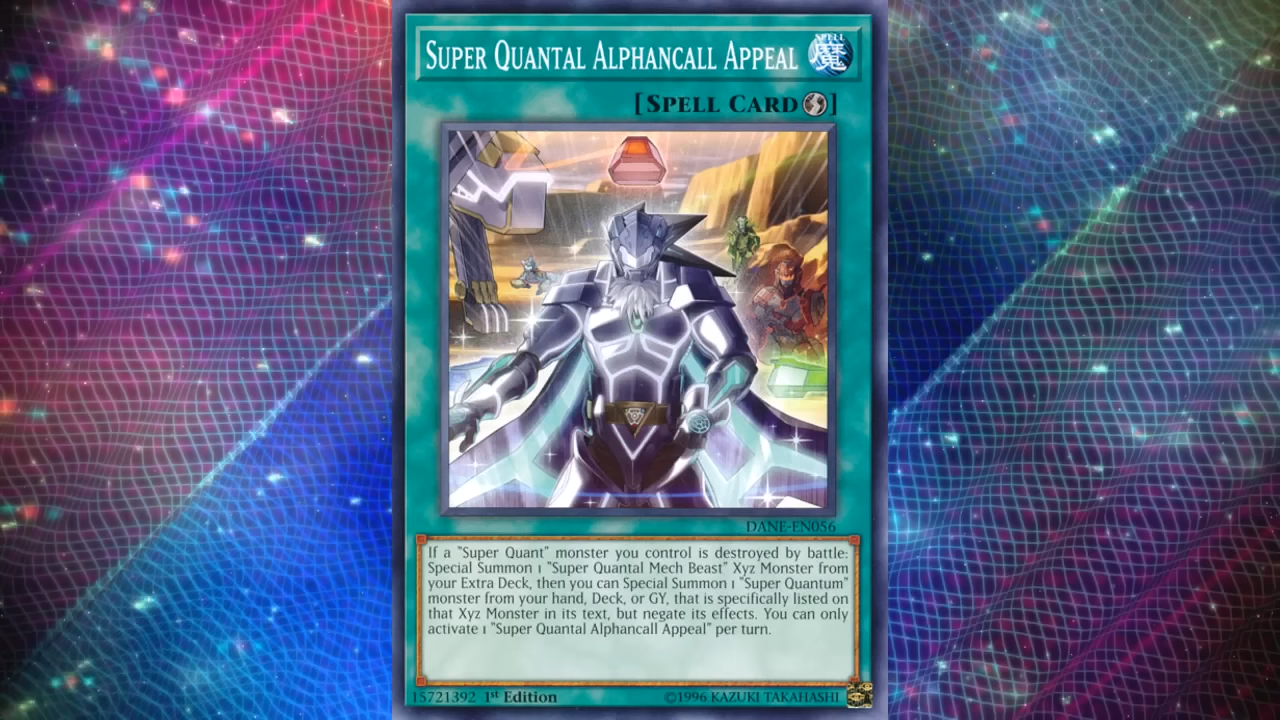 Super Quantal Alphancall Appeal
SPELL
魔
[Spell Card]
DANE-EN056
If a "Super Quant" monster you control is destroyed by battle:
Special Summon 1 "Super Quantal Mech Beast" Xyz Monster from
your Extra Deck, then you can Special Summon 1 "Super Quantum"
monster from your hand, Deck, or GY, that is specifically listed on
that Xyz Monster in its text, but negate its effects. You can only
activate 1 "Super Quantal Alphancall Appeal" per turn.
15721392 1st Edition
©1996 KAZUKI TAKAHASHI